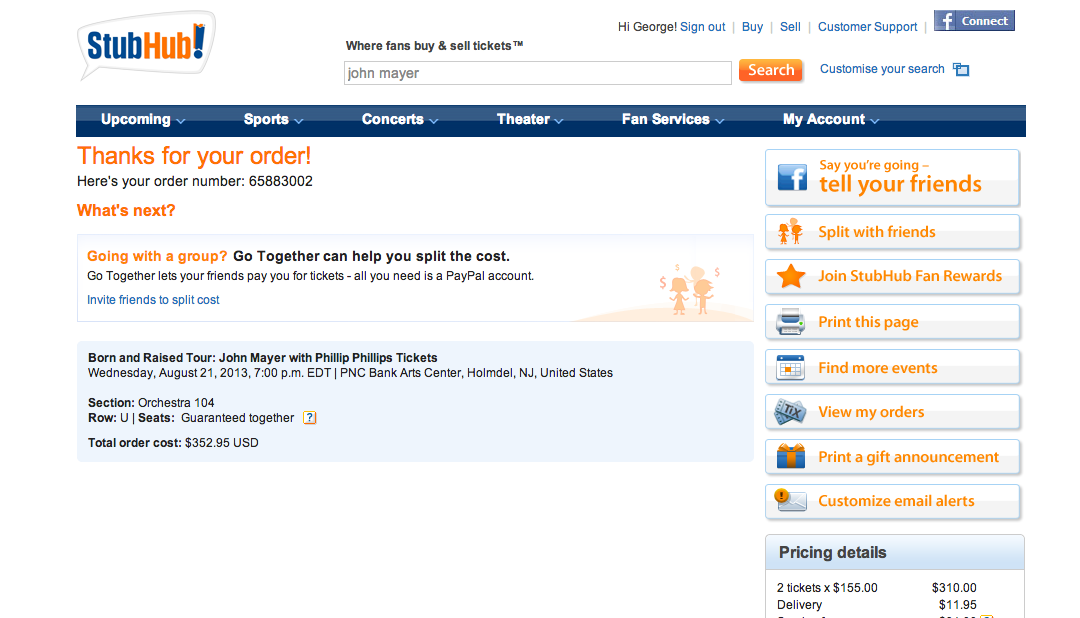 StubHub!
Hi George! Sign out | Buy | Sell | Customer Support |
f Connect
Where fans buy & sell tickets™
john mayer
Search
Customise your search
Upcoming
Sports
Concerts
Theater
Fan Services
My Account
Thanks for your order!
Here's your order number: 65883002
What's next?
Going with a group? Go Together can help you split the cost.
Go Together lets your friends pay you for tickets - all you need is a PayPal account.
Invite friends to split cost
$ $ $
Born and Raised Tour: John Mayer with Phillip Phillips Tickets
Wednesday, August 21, 2013, 7:00 p.m. EDT | PNC Bank Arts Center, Holmdel, NJ, United States
Section: Orchestra 104
Row: U | Seats: Guaranteed together ?
Total order cost: $352.95 USD
f
Say you're going –
tell your friends
Split with friends
Join StubHub Fan Rewards
Print this page
Find more events
TIX
View my orders
Print a gift announcement
!
Customize email alerts
Pricing details
2 tickets x $155.00 $310.00
Delivery $11.95